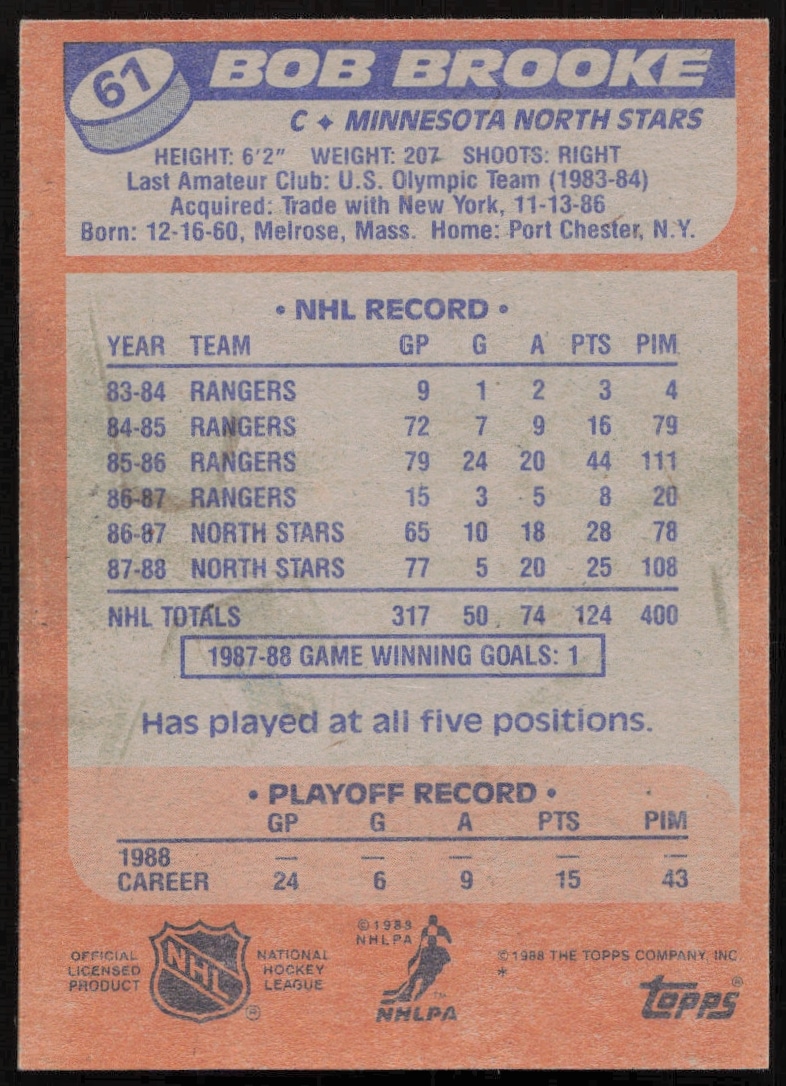 61
BOB BROOKE
C ✦ MINNESOTA NORTH STARS
HEIGHT: 6'2" WEIGHT: 207 SHOOTS: RIGHT
Last Amateur Club: U.S. Olympic Team (1983-84)
Acquired: Trade with New York, 11-13-86
Born: 12-16-60, Melrose, Mass. Home: Port Chester, N.Y.
• NHL RECORD •
YEAR TEAM GP G A PTS PIM
83-84 RANGERS 9 1 2 3 4
84-85 RANGERS 72 7 9 16 79
85-86 RANGERS 79 24 20 44 111
86-87 RANGERS 15 3 5 8 20
86-87 NORTH STARS 65 10 18 28 78
87-88 NORTH STARS 77 5 20 25 108
NHL TOTALS 317 50 74 124 400
1987-88 GAME WINNING GOALS: 1
Has played at all five positions.
• PLAYOFF RECORD •
GP G A PTS PIM
1988 — — — — —
CAREER 24 6 9 15 43
OFFICIAL
LICENSED
PRODUCT
NHL
®
NATIONAL
HOCKEY
LEAGUE
©1988
NHLPA
™
NHLPA
©1988 THE TOPPS COMPANY, INC
*
topps®